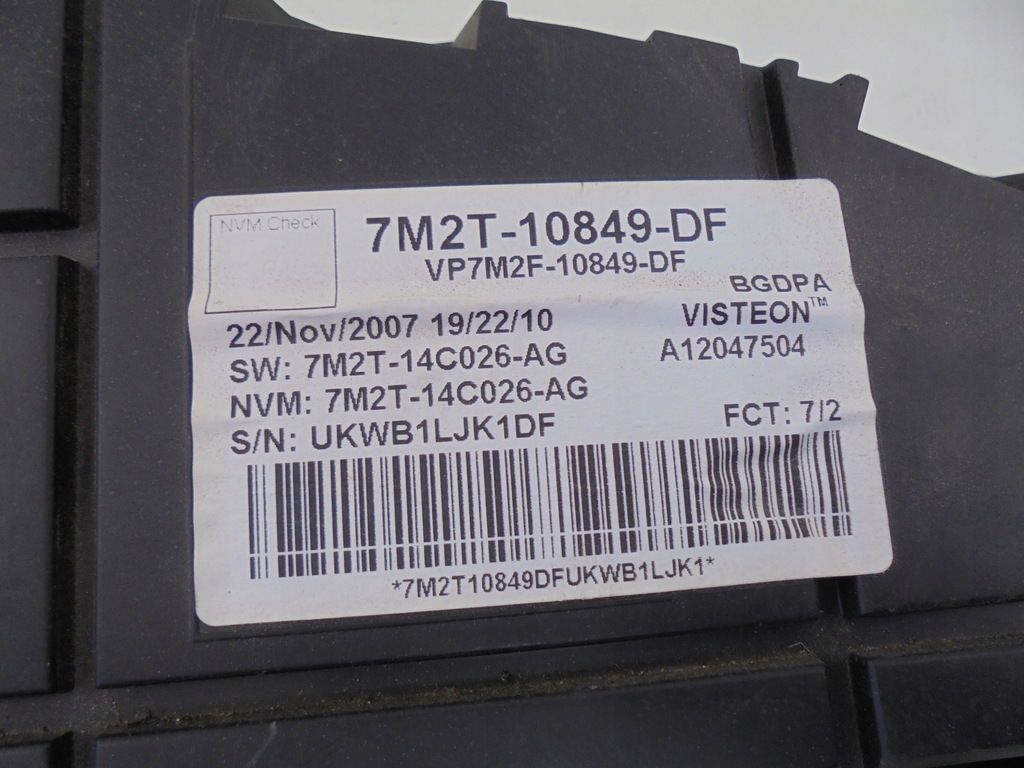 NVM Check
7M2T-10849-DF
VP7M2F-10849-DF
BGDPA
22/Nov/2007 19/22/10
VISTEON™
SW: 7M2T-14C026-AG
A12047504
NVM: 7M2T-14C026-AG
S/N: UKWB1LJK1DF
FCT: 7/2
*7M2T10849DFUKWB1LJK1*